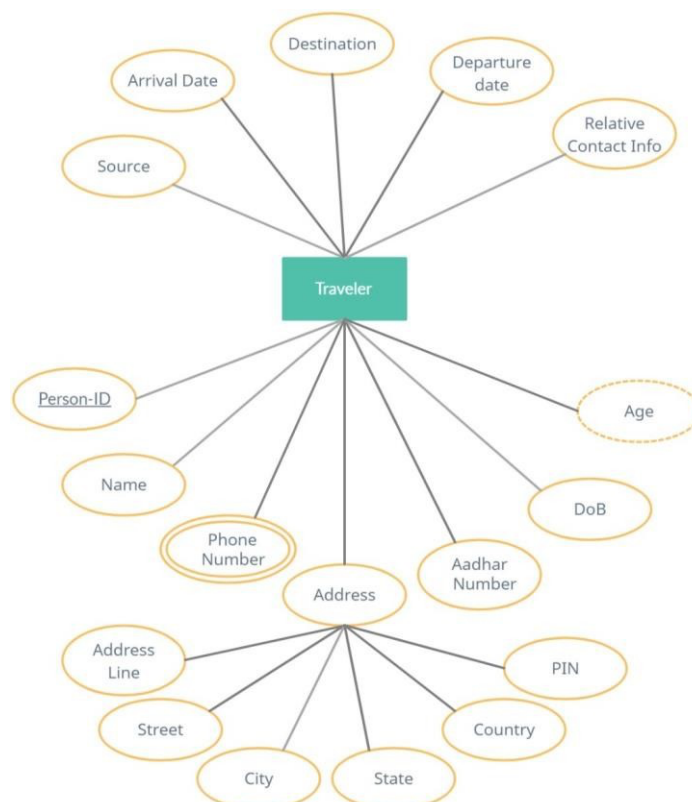 Destination
Departure
date
Arrival Date
Relative
Contact Info
Source
Traveler
Person-ID
Age
Name
DoB
Phone
Number
Aadhar
Number
Address
Address
Line
PIN
Street
Country
City
State